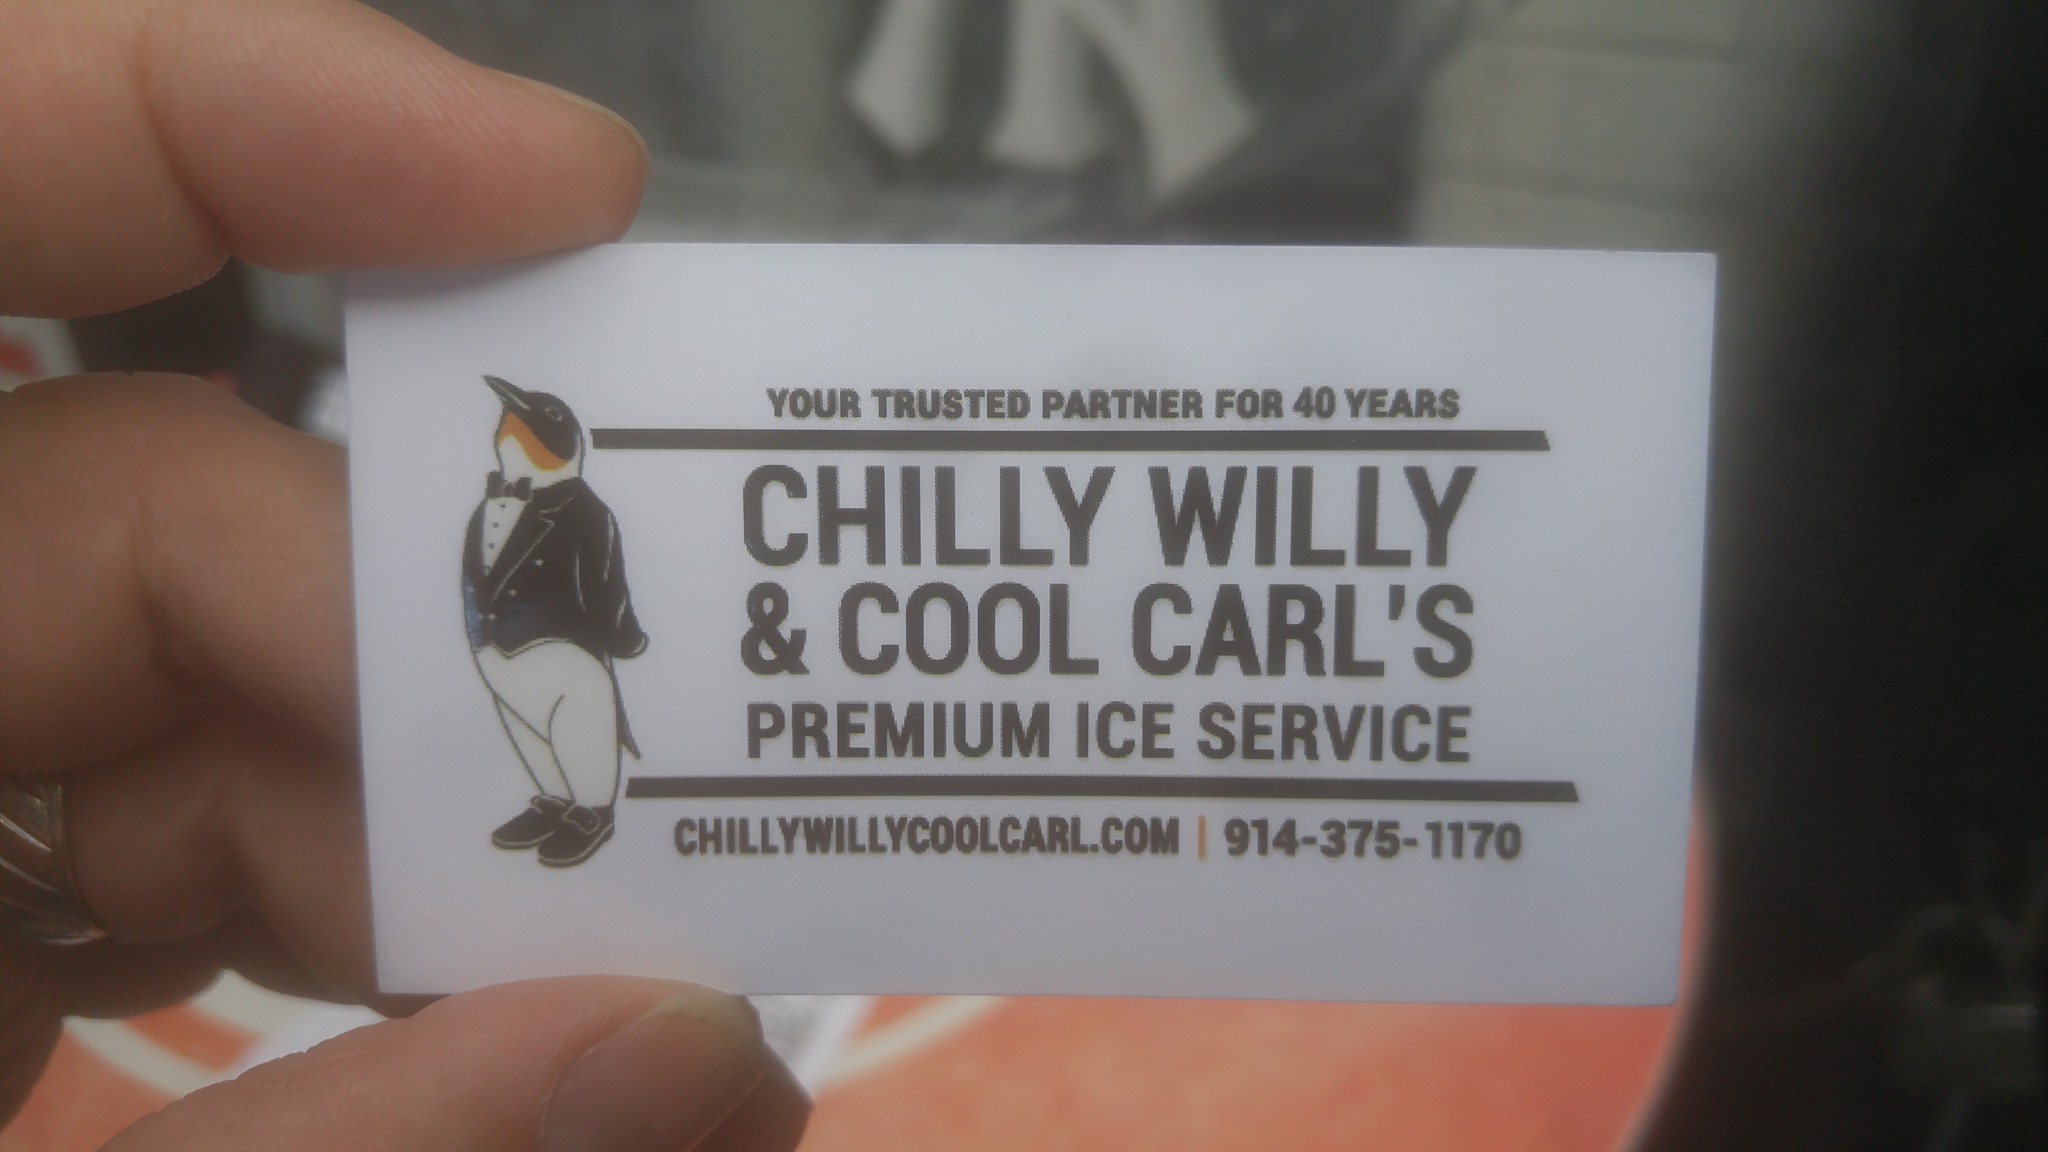 YOUR TRUSTED PARTNER FOR 40 YEARS
CHILLY WILLY
& COOL CARL'S
PREMIUM ICE SERVICE
CHILLYWILLYCOOLCARL.COM | 914-375-1170